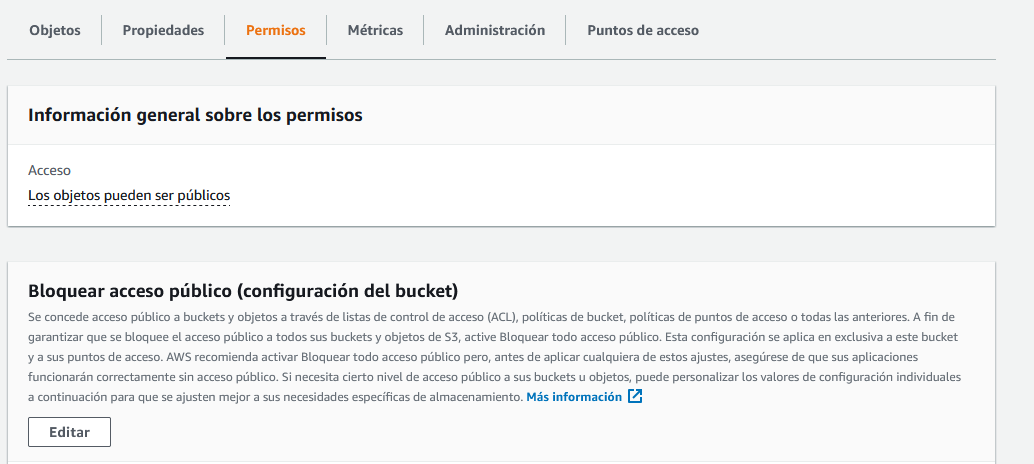 Objetos Propiedades Permisos Métricas Administración Puntos de acceso
Información general sobre los permisos
Acceso
Los objetos pueden ser públicos
Bloquear acceso público (configuración del bucket)
Se concede acceso público a buckets y objetos a través de listas de control de acceso (ACL), políticas de bucket, políticas de puntos de acceso o todas las anteriores. A fin de
garantizar que se bloquee el acceso público a todos sus buckets y objetos de S3, active Bloquear todo acceso público. Esta configuración se aplica en exclusiva a este bucket
y a sus puntos de acceso. AWS recomienda activar Bloquear todo acceso público pero, antes de aplicar cualquiera de estos ajustes, asegúrese de que sus aplicaciones
funcionarán correctamente sin acceso público. Si necesita cierto nivel de acceso público a sus buckets u objetos, puede personalizar los valores de configuración individuales
a continuación para que se ajusten mejor a sus necesidades específicas de almacenamiento. Más información
Editar